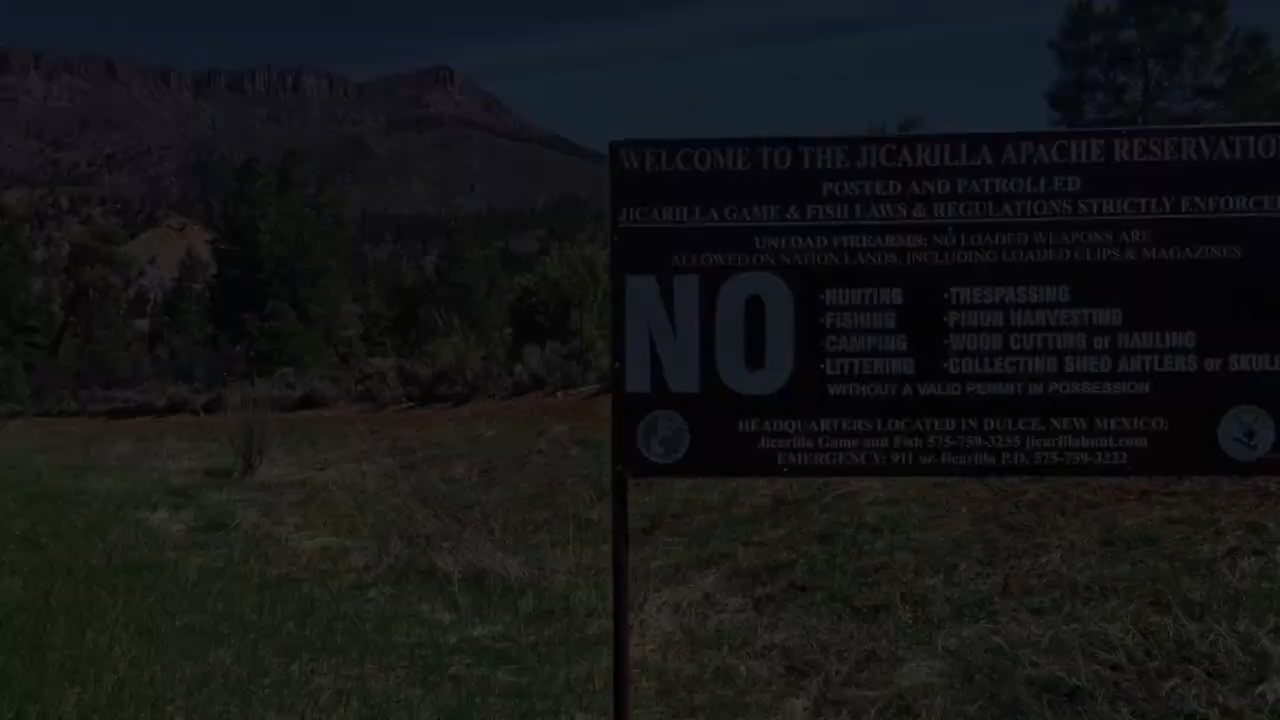 WELCOME TO THE JICARILLA APACHE RESERVATIO
POSTED AND PATROLLED
JICARILLA GAME & FISH LAWS & REGULATIONS STRICTLY ENFORCE
UNLOAD FIREARMS: NO LOADED WEAPONS ARE
ALLOWED ON NATION LANDS, INCLUDING LOADED CLIPS & MAGAZINES
NO
·HUNTING ·TRESPASSING
·FISHING ·PINON HARVESTING
·CAMPING ·WOOD CUTTING or HAULING
·LITTERING ·COLLECTING SHED ANTLERS or SKULL
WITHOUT A VALID PERMIT IN POSSESSION
HEADQUARTERS LOCATED IN DULCE, NEW MEXICO:
Jicarilla Game and Fish 575-759-3255 jicarillahunt.com
EMERGENCY: 911 or Jicarilla P.D. 575-759-3222